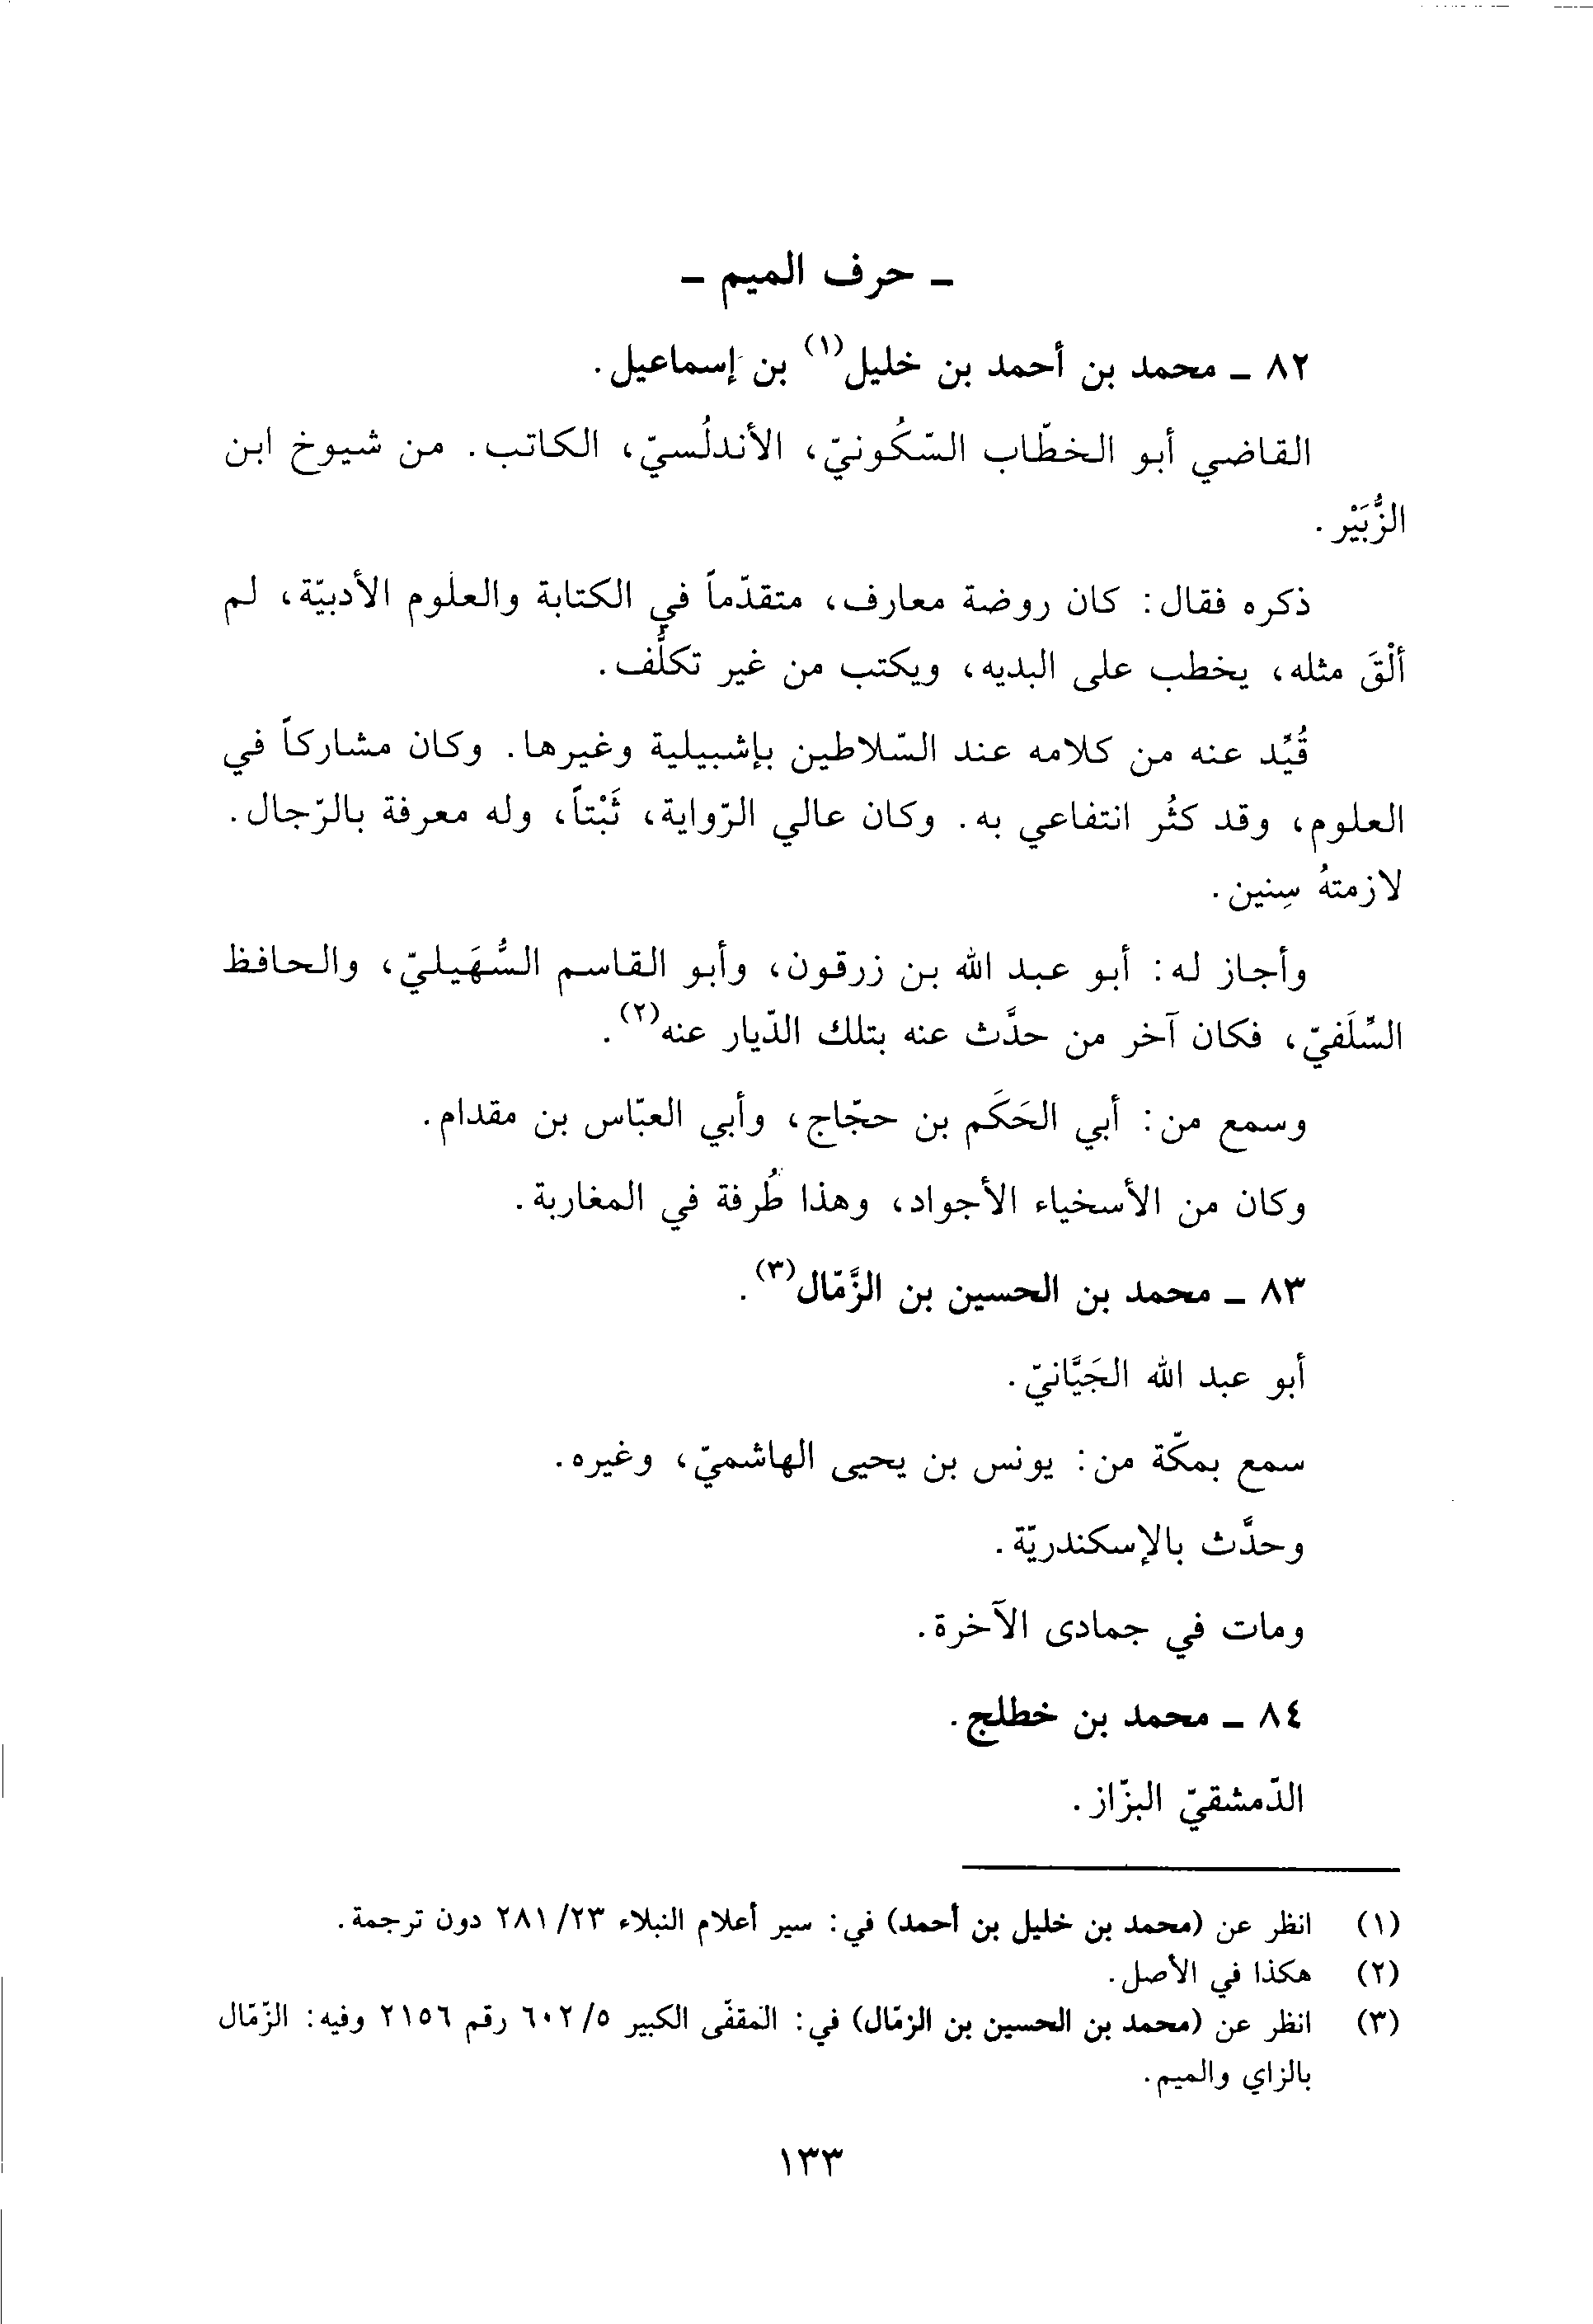 ـ حرف الميم ـ
٨٢ ـ محمد بن أحمد بن خليل(١) بن إسماعيل.
القاضي أبو الخطّاب السّكُونيّ، الأندلُسيّ، الكاتب. من شيوخ ابن
الزُّبَيْر.
ذكره فقال: كان روضة معارف، متقدّماً في الكتابة والعلوم الأدبيّة، لم
ألْقَ مثله، يخطب على البديه، ويكتب من غير تكلُّف.
قُيِّد عنه من كلامه عند السّلاطين بإشبيلية وغيرها. وكان مشاركاً في
العلوم، وقد كثُر انتفاعي به. وكان عالي الرّواية، ثَبْتاً، وله معرفة بالرّجال.
لازمتهُ سِنين.
وأجاز له: أبو عبد الله بن زرقون، وأبو القاسم السُّهَيليّ، والحافظ
السِّلَفيّ، فكان آخر من حدَّث عنه بتلك الدّيار عنه(٢).
وسمع من: أبي الحَكَم بن حجّاج، وأبي العبّاس بن مقدام.
وكان من الأسخياء الأجواد، وهذا طُرفة في المغاربة.
٨٣ ـ محمد بن الحسين بن الزَّمّال(٣).
أبو عبد الله الجَيَّانيّ.
سمع بمكّة من: يونس بن يحيى الهاشميّ، وغيره.
وحدَّث بالإسكندريّة.
ومات في جمادى الآخرة.
٨٤ ـ محمد بن خطلج.
الدّمشقيّ البزّاز.
(١) انظر عن (محمد بن خليل بن أحمد) في: سير أعلام النبلاء ٢٨١/٢٣ دون ترجمة.
(٢) هكذا في الأصل.
(٣) انظر عن (محمد بن الحسين بن الزمّال) في: المقفّى الكبير ٦٠٢/٥ رقم ٢١٥٦ وفيه: الزّمّال
بالزاي والميم.
١٣٣